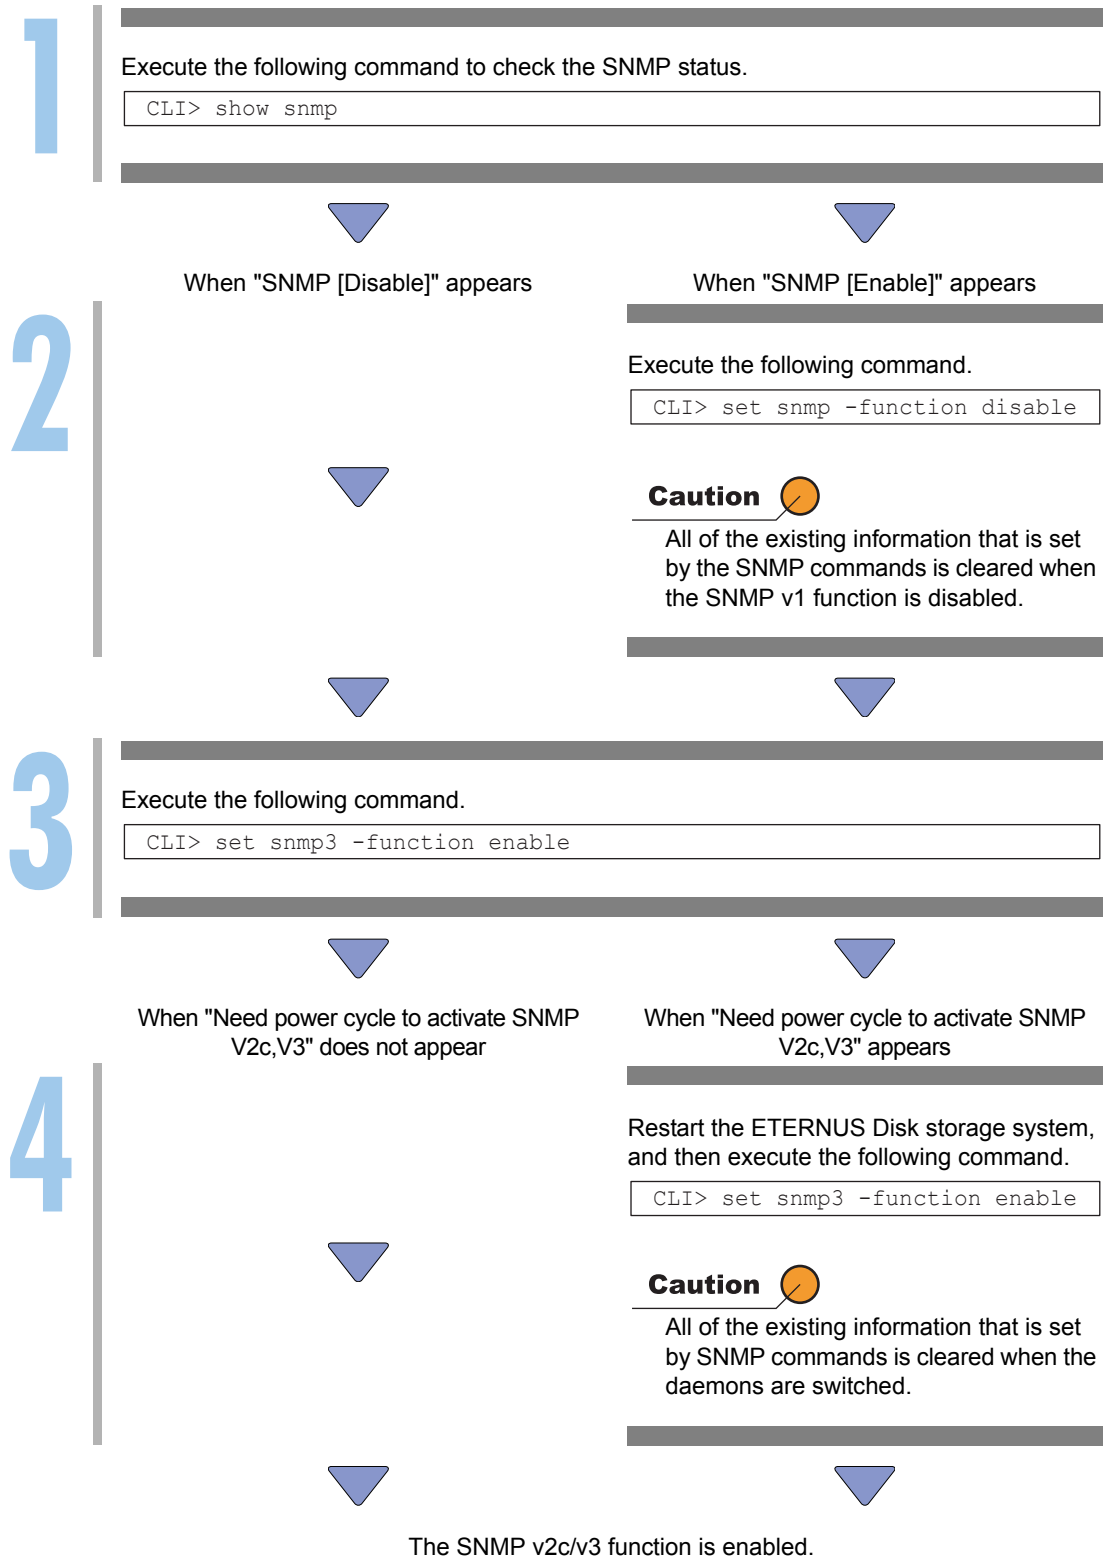 1
Execute the following command to check the SNMP status.
CLI> show snmp
When "SNMP [Disable]" appears
When "SNMP [Enable]" appears
2
Execute the following command.
CLI> set snmp -function disable
Caution
All of the existing information that is set
by the SNMP commands is cleared when
the SNMP v1 function is disabled.
3
Execute the following command.
CLI> set snmp3 -function enable
When "Need power cycle to activate SNMP
V2c,V3" does not appear
When "Need power cycle to activate SNMP
V2c,V3" appears
4
Restart the ETERNUS Disk storage system,
and then execute the following command.
CLI> set snmp3 -function enable
Caution
All of the existing information that is set
by SNMP commands is cleared when the
daemons are switched.
The SNMP v2c/v3 function is enabled.